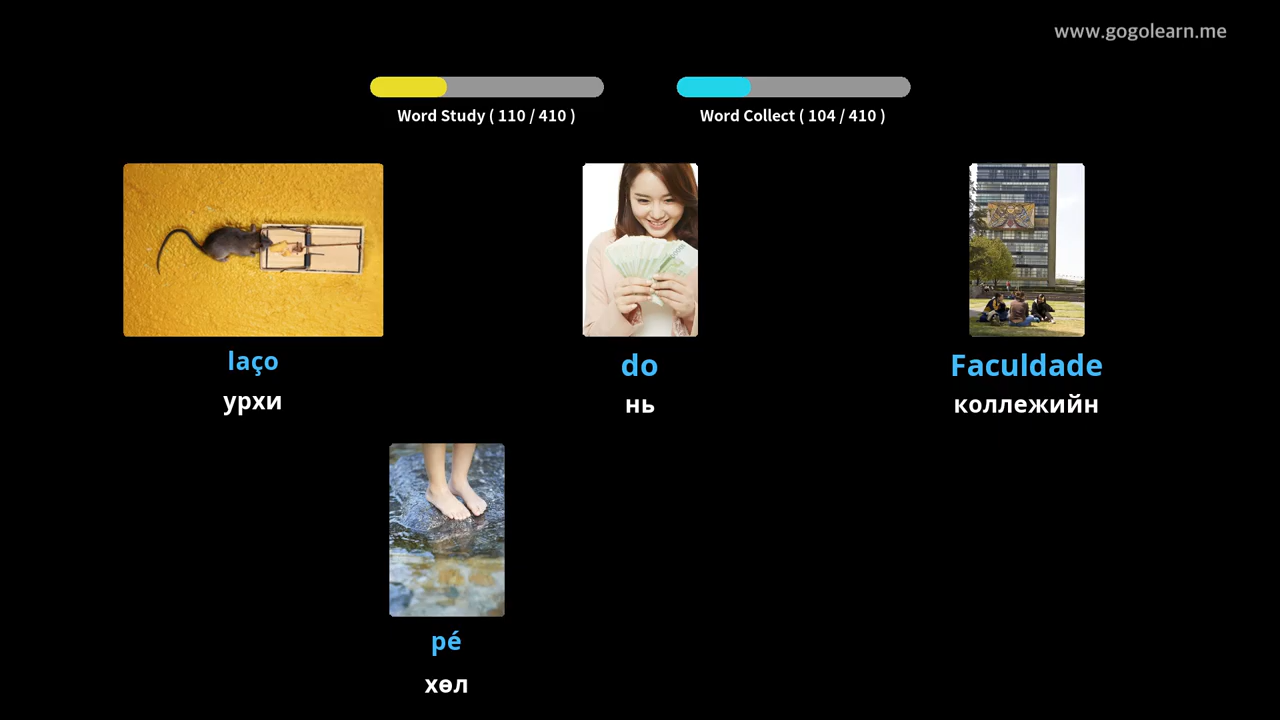 www.gogolearn.me
Word Study ( 110 / 410 )
Word Collect ( 104 / 410 )
laço
урхи
do
нь
Faculdade
коллежийн
pé
хөл